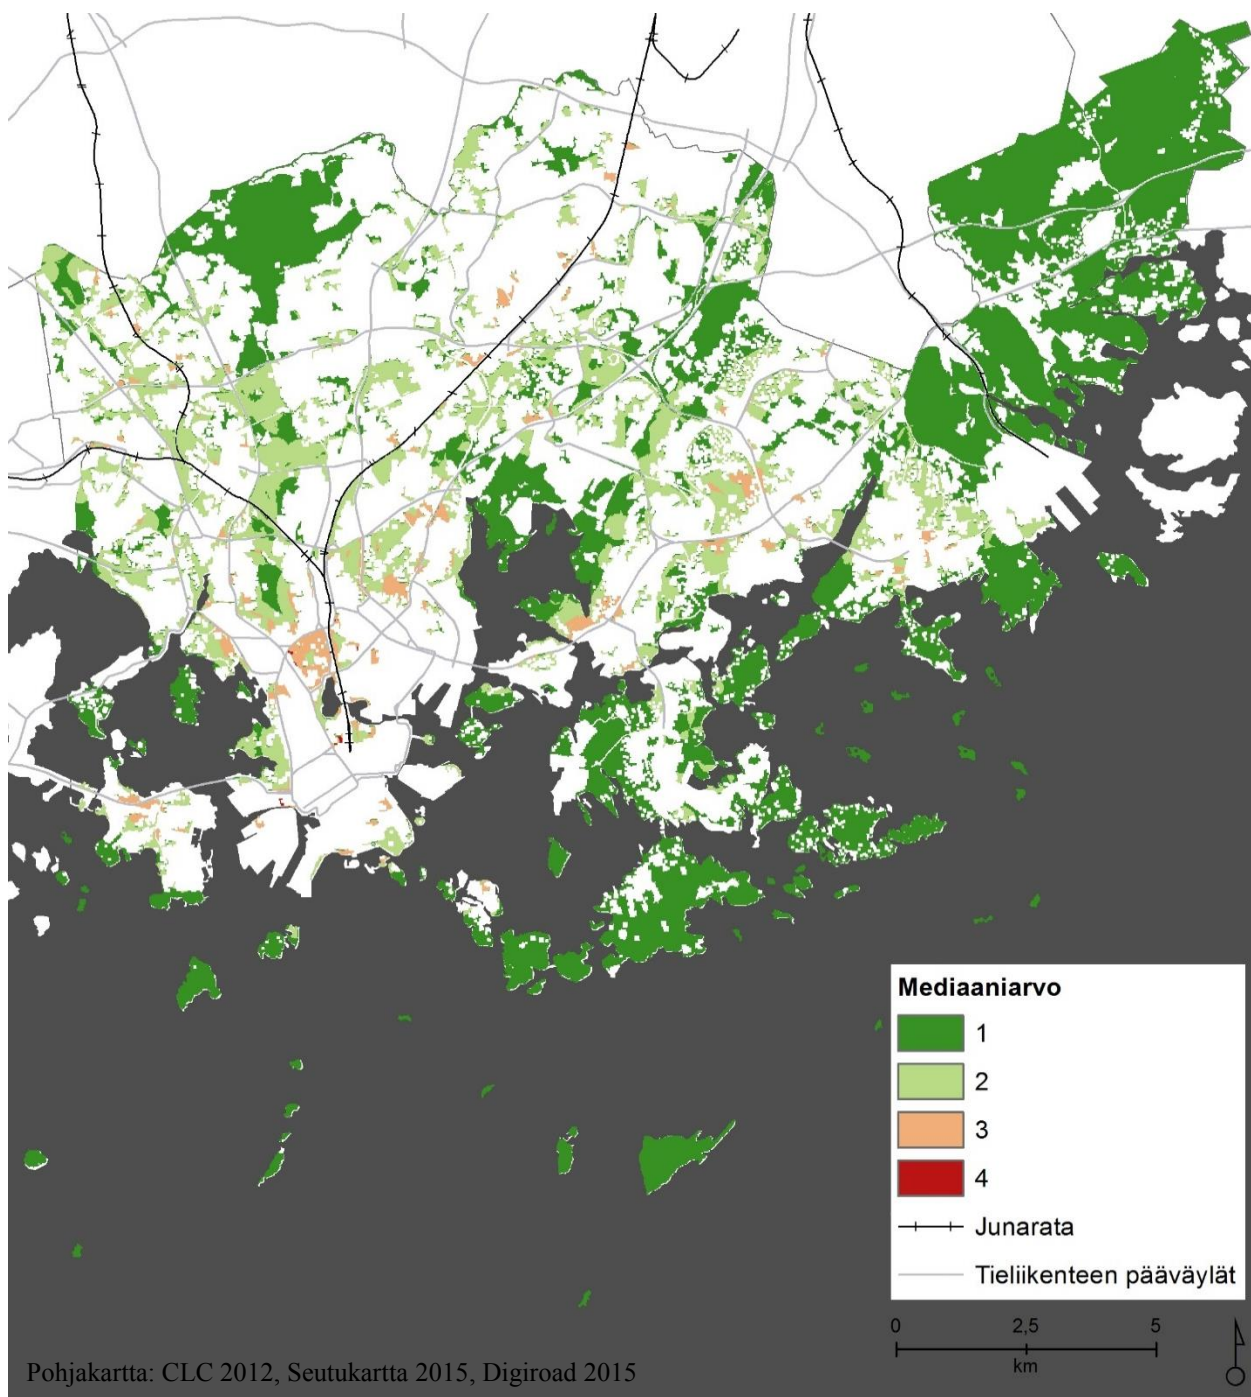 Mediaaniarvo
1
2
3
4
Junarata
Tieliikenteen pääväylät
0 2,5 5
km
Pohjakartta: CLC 2012, Seutukartta 2015, Digiroad 2015